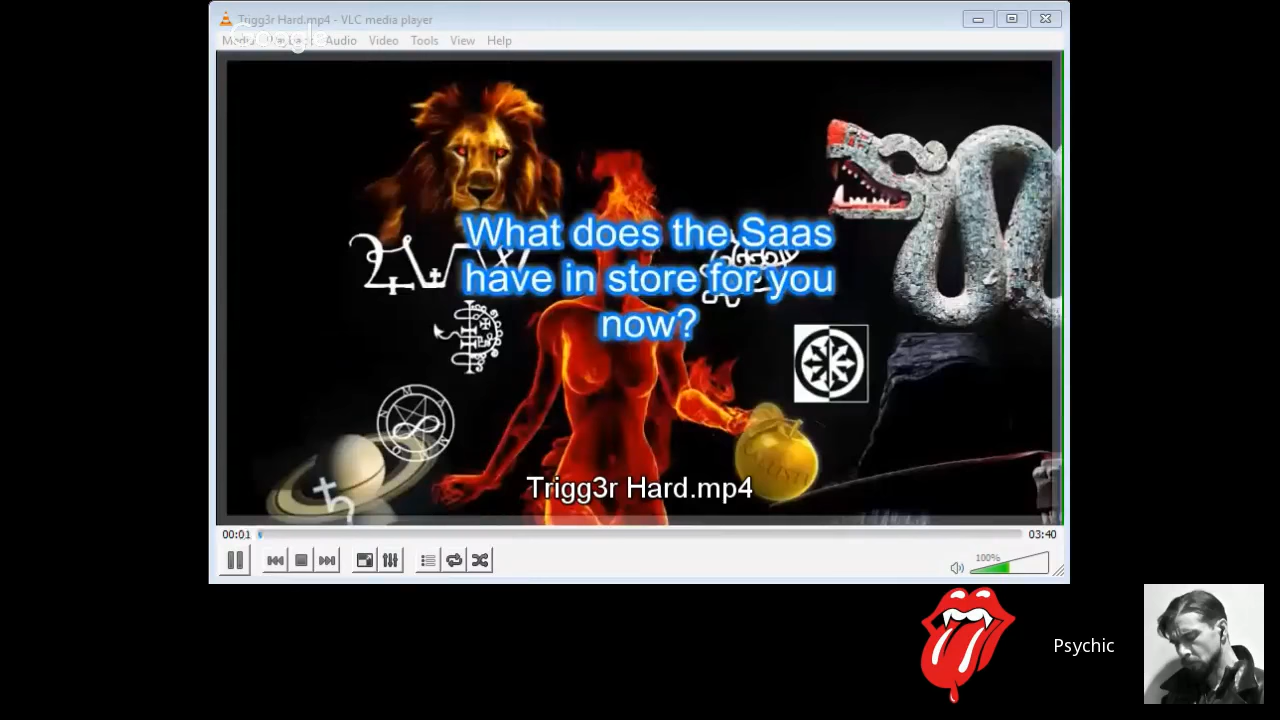 Trigg3r Hard.mp4 - VLC media player
Google
Audio Video Tools View Help
What does the Saas
have in store for you
now?
Trigg3r Hard.mp4
00:01
03:40
100%
Psychic